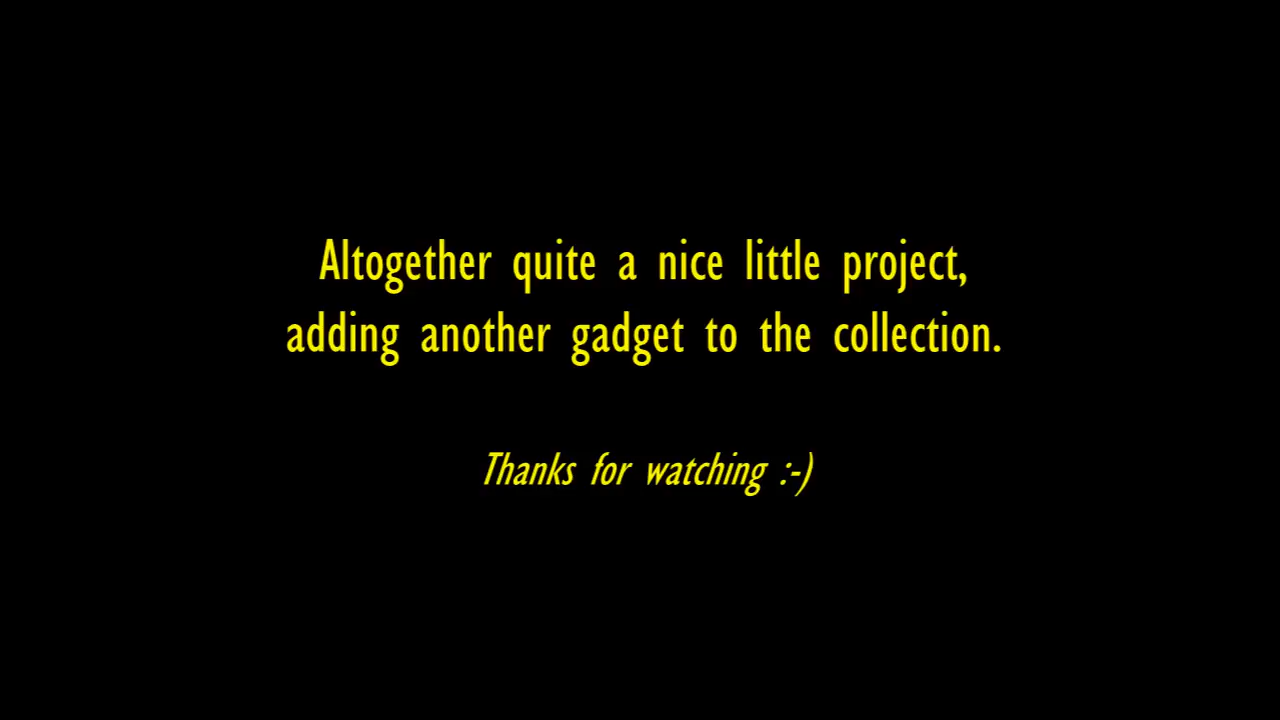 Altogether quite a nice little project,
adding another gadget to the collection.
Thanks for watching :-)